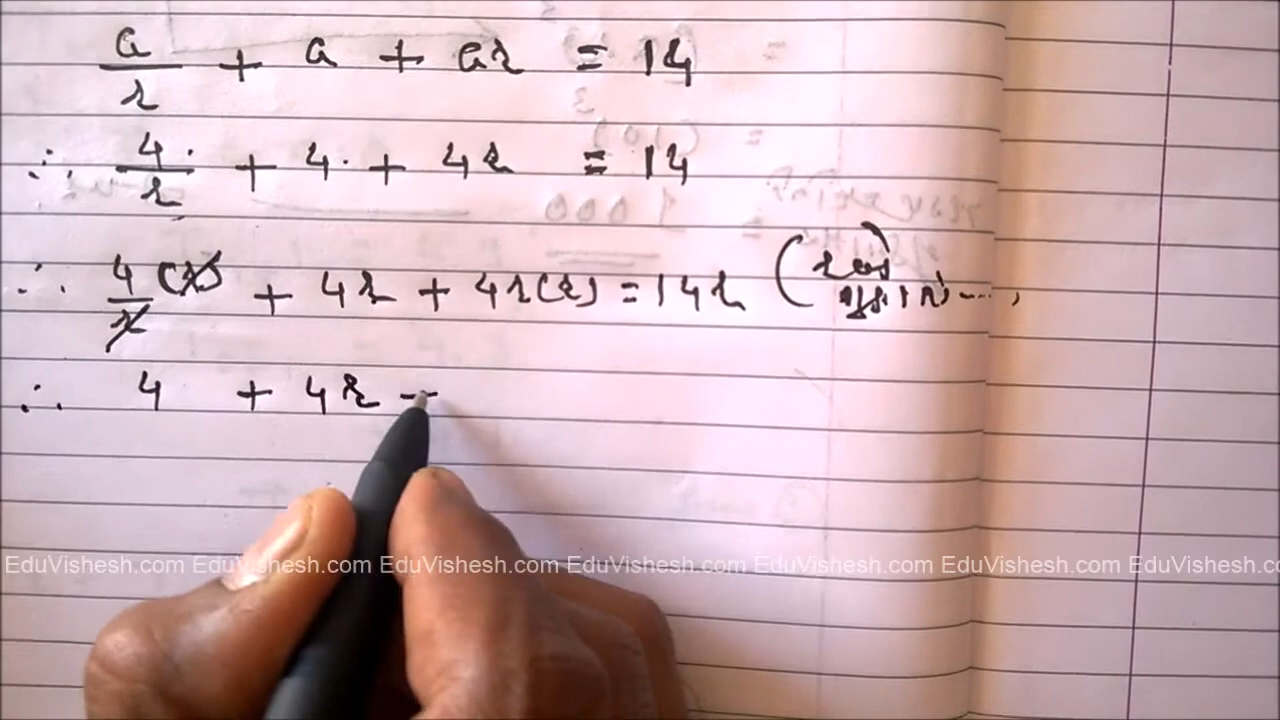 a/r + a + ar = 14
∴ 4/r + 4 + 4r = 14
∴ 4/r (r) + 4r + 4r(r) = 14r
∴ 4 + 4r -
EduVishesh.com EduVishesh.com EduVishesh.com EduVishesh.com EduVishesh.com EduVishesh.com EduVishesh.co